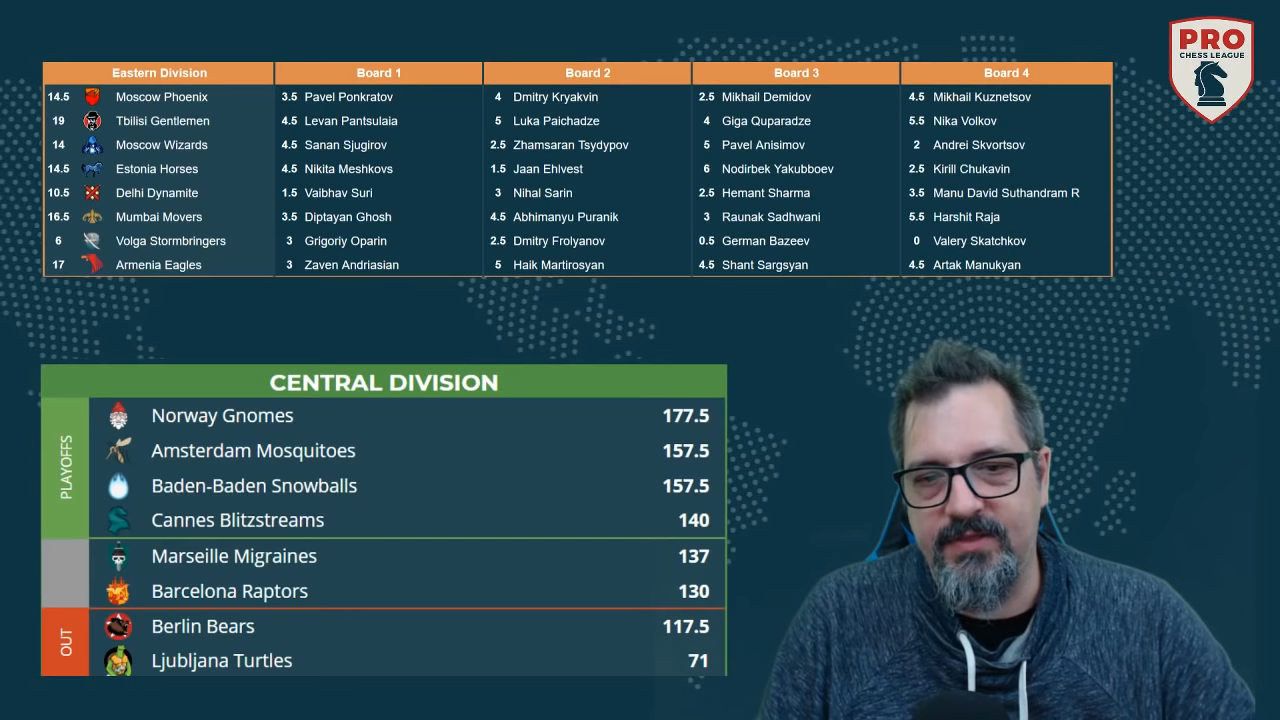 PRO
CHESS LEAGUE
Eastern Division Board 1 Board 2 Board 3 Board 4
14.5 Moscow Phoenix 3.5 Pavel Ponkratov 4 Dmitry Kryakvin 2.5 Mikhail Demidov 4.5 Mikhail Kuznetsov
19 Tbilisi Gentlemen 4.5 Levan Pantsulaia 5 Luka Paichadze 4 Giga Quparadze 5.5 Nika Volkov
14 Moscow Wizards 4.5 Sanan Sjugirov 2.5 Zhamsaran Tsydypov 5 Pavel Anisimov 2 Andrei Skvortsov
14.5 Estonia Horses 4.5 Nikita Meshkovs 1.5 Jaan Ehlvest 6 Nodirbek Yakubboev 2.5 Kirill Chukavin
10.5 Delhi Dynamite 1.5 Vaibhav Suri 3 Nihal Sarin 2.5 Hemant Sharma 3.5 Manu David Suthandram R
16.5 Mumbai Movers 3.5 Diptayan Ghosh 4.5 Abhimanyu Puranik 3 Raunak Sadhwani 5.5 Harshit Raja
6 Volga Stormbringers 3 Grigoriy Oparin 2.5 Dmitry Frolyanov 0.5 German Bazeev 0 Valery Skatchkov
17 Armenia Eagles 3 Zaven Andriasian 5 Haik Martirosyan 4.5 Shant Sargsyan 4.5 Artak Manukyan
CENTRAL DIVISION
PLAYOFFS
Norway Gnomes 177.5
Amsterdam Mosquitoes 157.5
Baden-Baden Snowballs 157.5
Cannes Blitzstreams 140
Marseille Migraines 137
Barcelona Raptors 130
OUT
Berlin Bears 117.5
Ljubljana Turtles 71